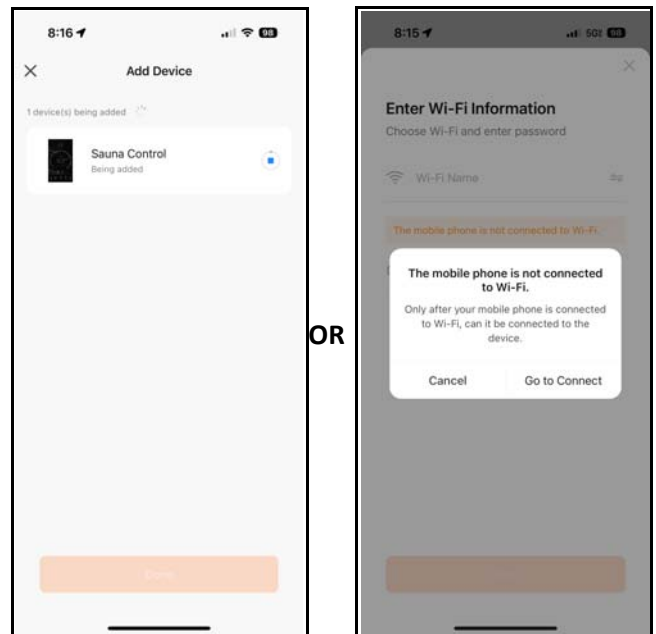 8:16
98
Add Device
1 device(s) being added
Sauna Control
Being added
Done
OR
8:15
5G
98
Enter Wi-Fi Information
Choose Wi-Fi and enter password
Wi-Fi Name
The mobile phone is not connected to Wi-Fi.
The mobile phone is not connected
to Wi-Fi.
Only after your mobile phone is connected
to Wi-Fi, can it be connected to the
device.
Cancel
Go to Connect